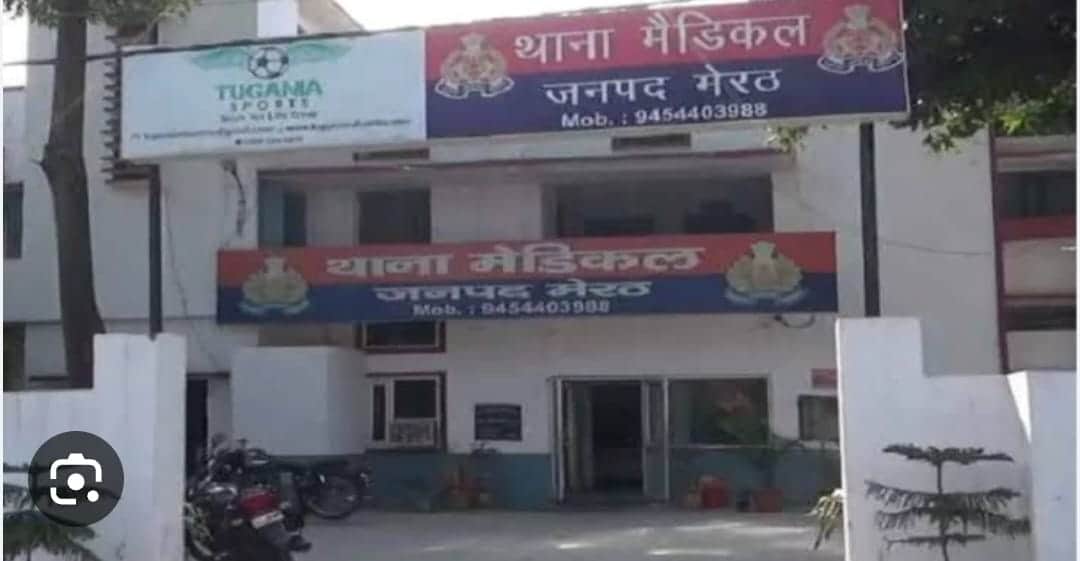 TUGANIA
SPORTS
थाना मैडिकल
जनपद मेरठ
Mob. : 9454403988
थाना मेडिकल
जनपद मेरठ
Mob. : 9454403988